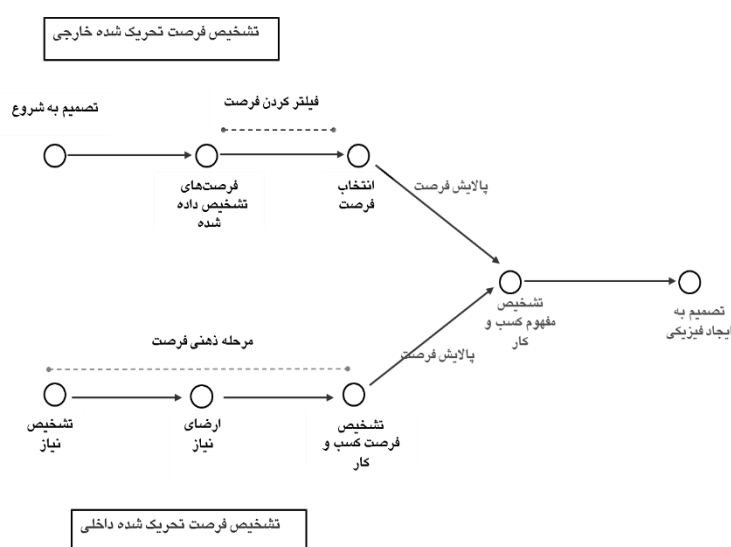 تشخیص فرصت تحریک شده خارجی
تصمیم به شروع
فیلتر کردن فرصت
فرصت‌های
تشخیص داده
شده
انتخاب
فرصت
پالایش فرصت
تشخیص
مفهوم کسب و
کار
تصمیم به
ایجاد فیزیکی
مرحله ذهنی فرصت
پالایش فرصت
تشخیص
نیاز
ارضای
نیاز
تشخیص
فرصت کسب و
کار
تشخیص فرصت تحریک شده داخلی